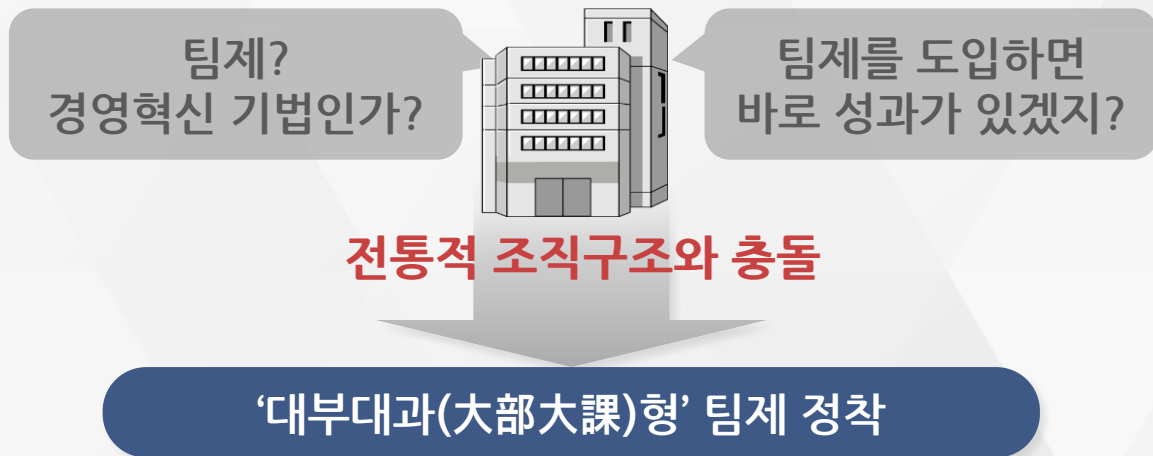 팀제?
경영혁신 기법인가?
팀제를 도입하면
바로 성과가 있겠지?
전통적 조직구조와 충돌
‘대부대과(大部大課)형’ 팀제 정착